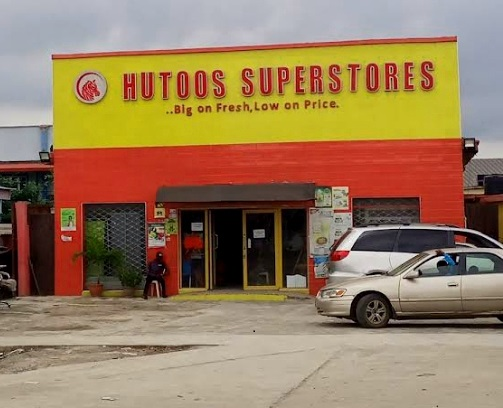 HUTOOS SUPERSTORES
..Big on Fresh,Low on Price.